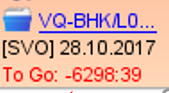 VQ-BHK/L0...
[SVO] 28.10.2017
To Go: -6298:39